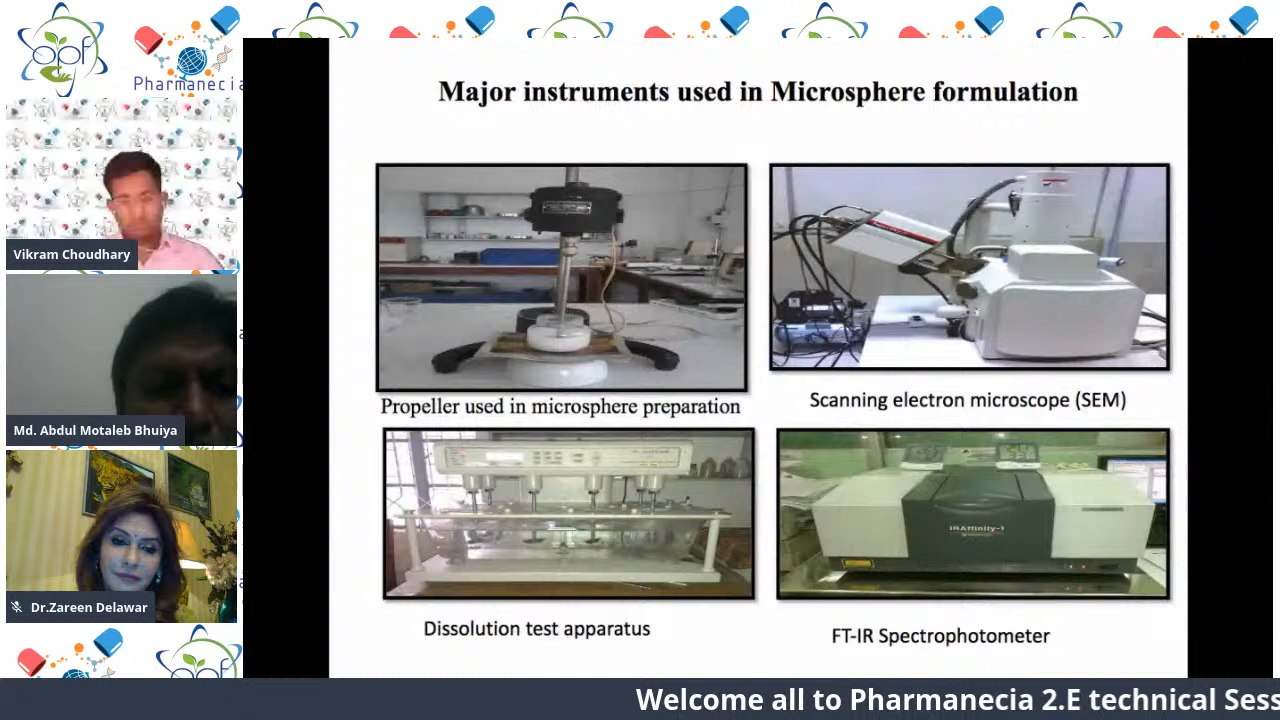 opf
Pharmanecia
Major instruments used in Microsphere formulation
Vikram Choudhary
Propeller used in microsphere preparation
Scanning electron microscope (SEM)
Md. Abdul Motaleb Bhuiya
IRAffinity-1
Dr.Zareen Delawar
Dissolution test apparatus
FT-IR Spectrophotometer
opf
Welcome all to Pharmanecia 2.E technical Sess